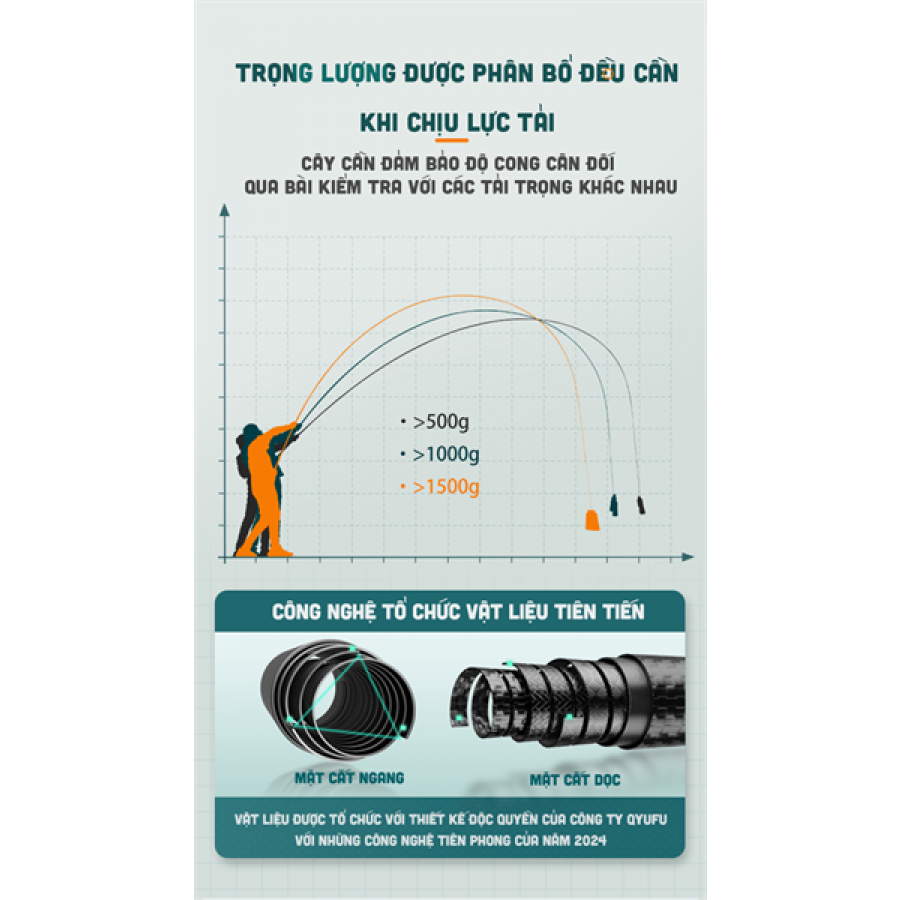 TRỌNG LƯỢNG ĐƯỢC PHÂN BỔ ĐỀU CẦN
KHI CHỊU LỰC TẢI
CÂY CẦN ĐẢM BẢO ĐỘ CONG CÂN ĐỐI
QUA BÀI KIỂM TRA VỚI CÁC TẢI TRỌNG KHÁC NHAU
• >500g
• >1000g
• >1500g
CÔNG NGHỆ TỔ CHỨC VẬT LIỆU TIÊN TIẾN
MẶT CẮT NGANG
MẶT CẮT DỌC
VẬT LIỆU ĐƯỢC TỔ CHỨC VỚI THIẾT KẾ ĐỘC QUYỀN CỦA CÔNG TY QYUFU
VỚI NHỮNG CÔNG NGHỆ TIÊN PHONG CỦA NĂM 2024